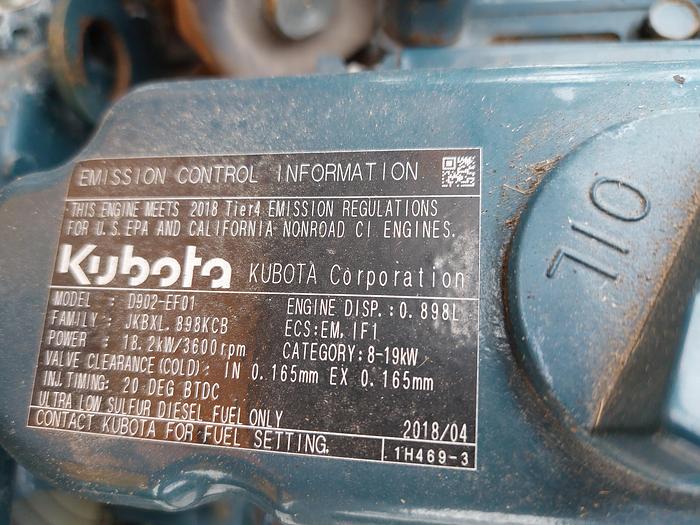 EMISSION CONTROL INFORMATION
THIS ENGINE MEETS 2018 Tier4 EMISSION REGULATIONS
FOR U.S. EPA AND CALIFORNIA NONROAD CI ENGINES.
Kubota KUBOTA Corporation
MODEL : D902-EF01 ENGINE DISP.: 0.898L
FAMILY : JKBXL.898KCB ECS:EM, IF1
POWER : 18.2kW/3600rpm CATEGORY:8-19kW
VALVE CLEARANCE(COLD): IN 0.165mm EX 0.165mm
INJ.TIMING: 20 DEG BTDC
ULTRA LOW SULFUR DIESEL FUEL ONLY 2018/04
CONTACT KUBOTA FOR FUEL SETTING. 1H469-3
OIL